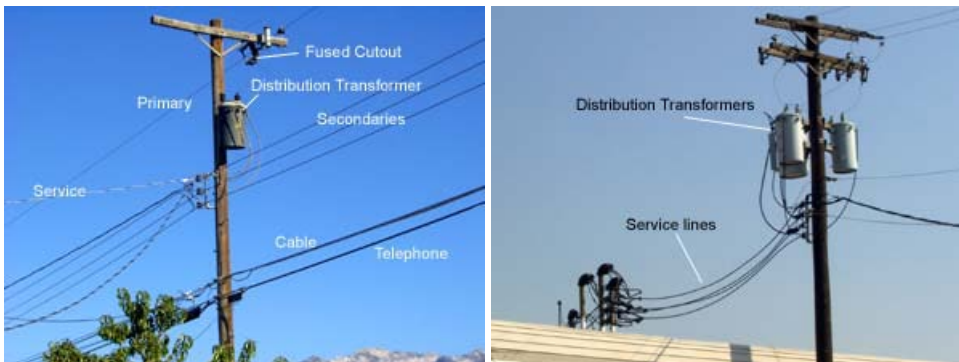 Fused Cutout
Distribution Transformer
Primary
Secondaries
Service
Cable
Telephone
Distribution Transformers
Service lines